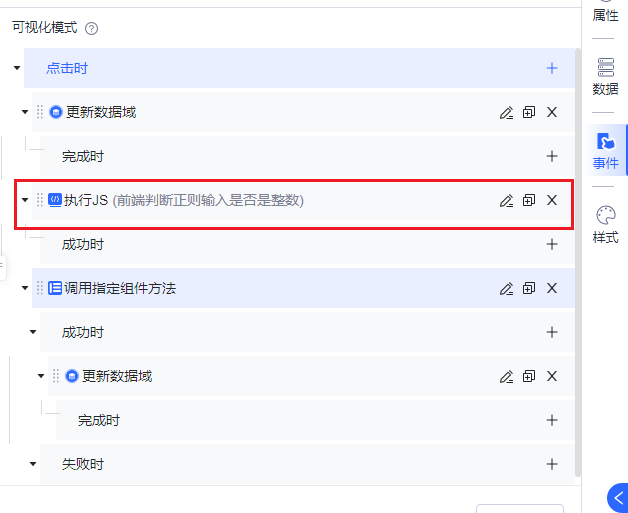 可视化模式
点击时
更新数据域
完成时
执行JS (前端判断正则输入是否是整数)
成功时
调用指定组件方法
成功时
更新数据域
完成时
失败时
属性
数据
事件
样式